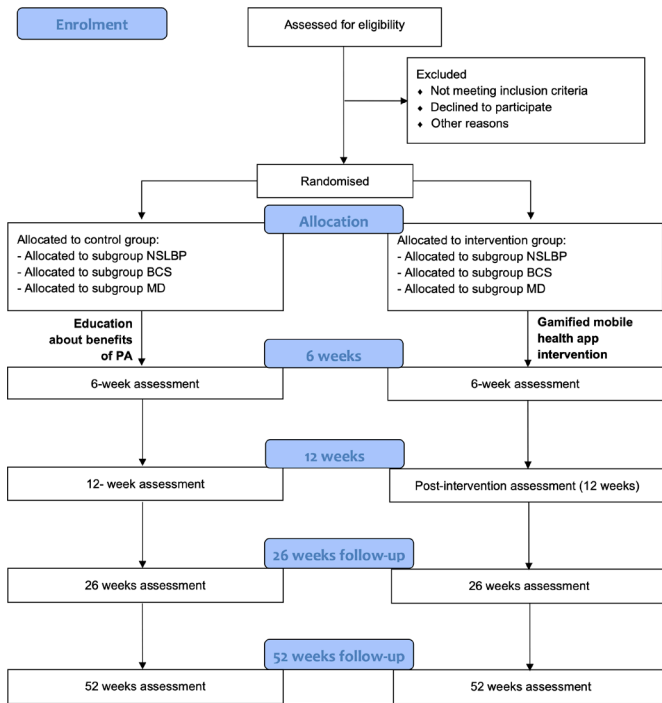 Enrolment
Assessed for eligibility
Excluded
♦ Not meeting inclusion criteria
♦ Declined to participate
♦ Other reasons
Randomised
Allocation
Allocated to control group:
- Allocated to subgroup NSLBP
- Allocated to subgroup BCS
- Allocated to subgroup MD
Allocated to intervention group:
- Allocated to subgroup NSLBP
- Allocated to subgroup BCS
- Allocated to subgroup MD
Education
about benefits
of PA
Gamified mobile
health app
intervention
6 weeks
6-week assessment
6-week assessment
12 weeks
12- week assessment
Post-intervention assessment (12 weeks)
26 weeks follow-up
26 weeks assessment
26 weeks assessment
52 weeks follow-up
52 weeks assessment
52 weeks assessment